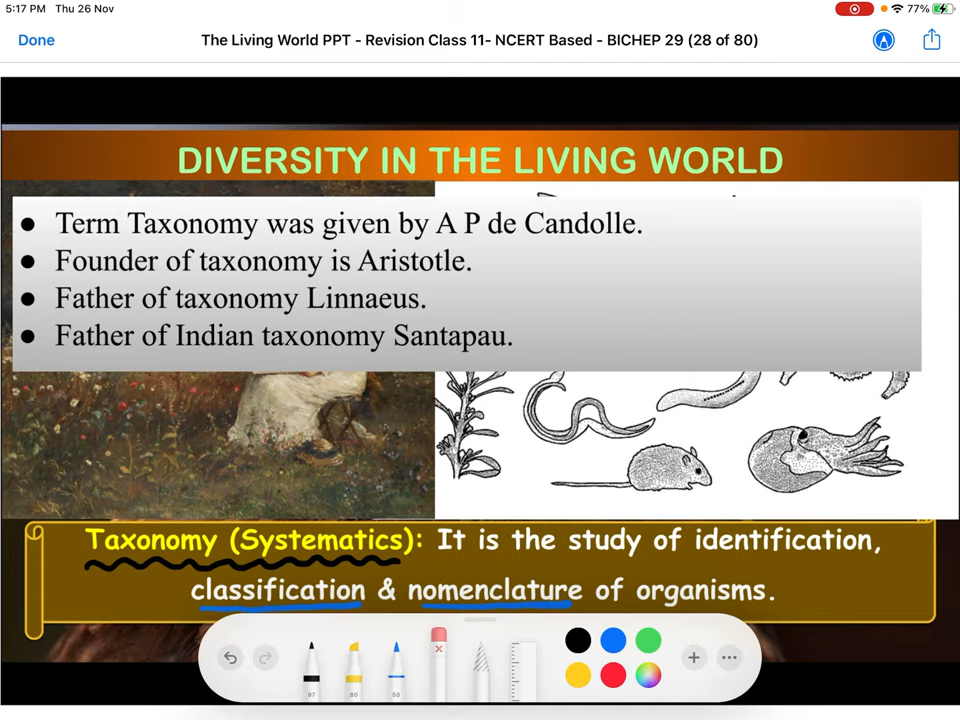 5:17 PM Thu 26 Nov
77%
Done
The Living World PPT - Revision Class 11- NCERT Based - BICHEP 29 (28 of 80)
DIVERSITY IN THE LIVING WORLD
● Term Taxonomy was given by A P de Candolle.
● Founder of taxonomy is Aristotle.
● Father of taxonomy Linnaeus.
● Father of Indian taxonomy Santapau.
Taxonomy (Systematics): It is the study of identification,
classification & nomenclature of organisms.
97 80 50